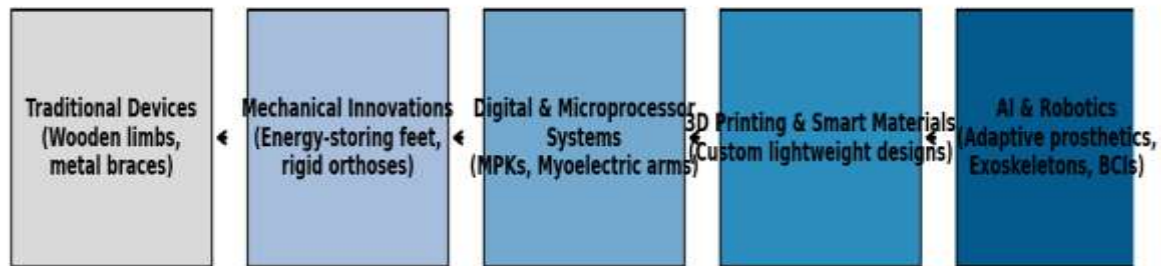 Traditional Devices
(Wooden limbs,
metal braces)
Mechanical Innovations
(Energy-storing feet,
rigid orthoses)
Digital & Microprocessor
Systems
(MPKs, Myoelectric arms)
3D Printing & Smart Materials
(Custom lightweight designs)
AI & Robotics
(Adaptive prosthetics,
Exoskeletons, BCIs)